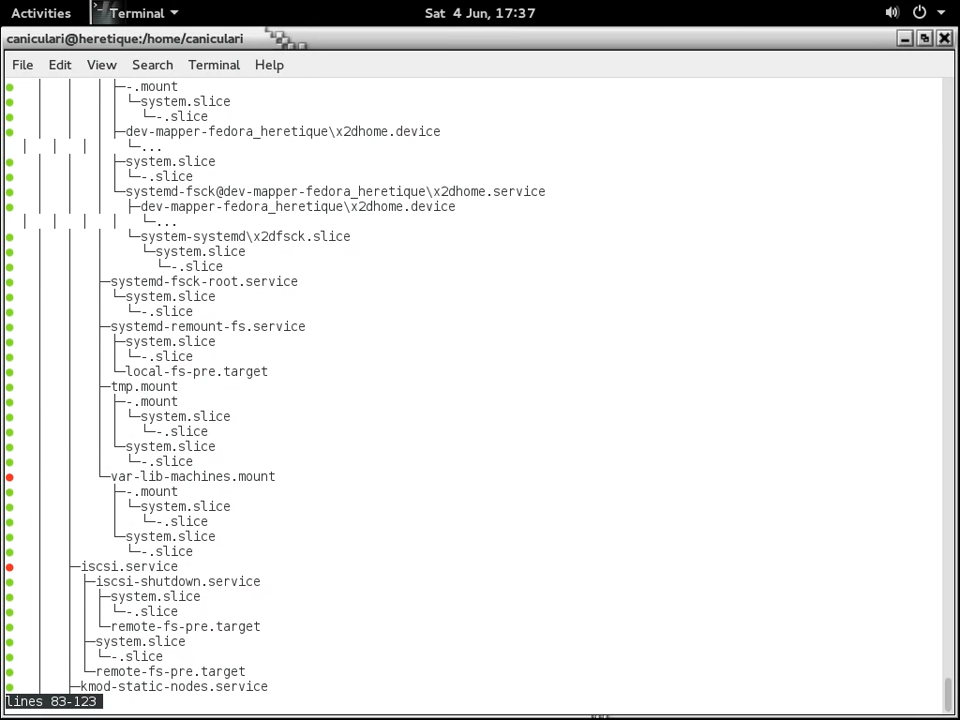 Activities Terminal Sat 4 Jun, 17:37
caniculari@heretique:/home/caniculari
File Edit View Search Terminal Help
│ │ │ ├─-.mount
│ │ │ │ └─system.slice
│ │ │ │   └─-.slice
│ │ │ ├─dev-mapper-fedora_heretique\x2dhome.device
│ │ │ │ └─...
│ │ │ ├─system.slice
│ │ │ │ └─-.slice
│ │ │ └─systemd-fsck@dev-mapper-fedora_heretique\x2dhome.service
│ │ │   ├─dev-mapper-fedora_heretique\x2dhome.device
│ │ │ │ └─...
│ │ │   └─system-systemd\x2dfsck.slice
│ │ │     └─system.slice
│ │ │       └─-.slice
│ │ ├─systemd-fsck-root.service
│ │ │ └─system.slice
│ │ │   └─-.slice
│ │ ├─systemd-remount-fs.service
│ │ │ ├─system.slice
│ │ │ │ └─-.slice
│ │ │ └─local-fs-pre.target
│ │ ├─tmp.mount
│ │ │ ├─-.mount
│ │ │ │ └─system.slice
│ │ │ │   └─-.slice
│ │ │ └─system.slice
│ │ │   └─-.slice
│ │ └─var-lib-machines.mount
│ │   ├─-.mount
│ │   │ └─system.slice
│ │   │   └─-.slice
│ │   └─system.slice
│ │     └─-.slice
│ ├─iscsi.service
│ │ ├─iscsi-shutdown.service
│ │ │ ├─system.slice
│ │ │ │ └─-.slice
│ │ │ └─remote-fs-pre.target
│ │ ├─system.slice
│ │ │ └─-.slice
│ │ └─remote-fs-pre.target
│ ├─kmod-static-nodes.service
lines 83-123